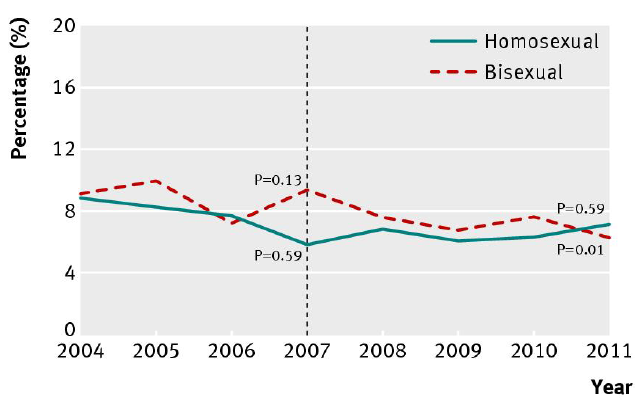 Percentage (%)
20
16
12
8
4
0
Homosexual
Bisexual
P=0.13
P=0.59
P=0.59
P=0.01
2004 2005 2006 2007 2008 2009 2010 2011
Year